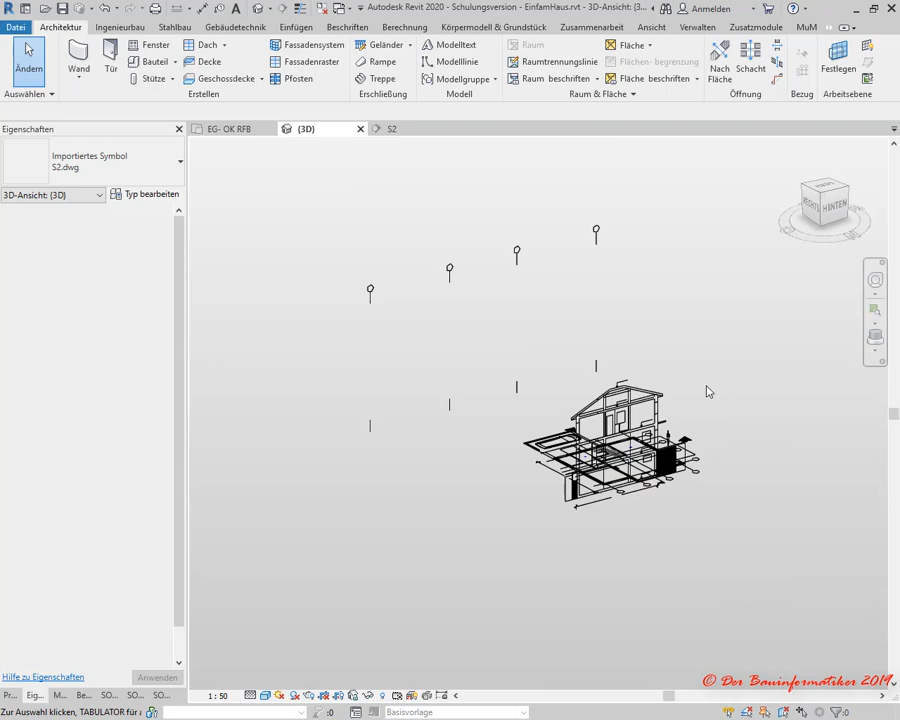 Autodesk Revit 2020 - Schulungsversion - EinfamHaus.rvt - 3D-Ansicht: {3...
Anmelden
Datei Architektur Ingenieurbau Stahlbau Gebäudetechnik Einfügen Beschriften Berechnung Körpermodell & Grundstück Zusammenarbeit Ansicht Verwalten Zusatzmodule MuM
Fenster Dach Fassadensystem Geländer Modelltext Raum Fläche
Ändern Wand Tür Bauteil Decke Fassadenraster Rampe Modelllinie Raumtrennungslinie Flächen- begrenzung Nach Fläche Schacht Festlegen
Stütze Geschossdecke Pfosten Treppe Modellgruppe Raum beschriften Fläche beschriften
Auswählen Erstellen Erschließung Modell Raum & Fläche Öffnung Bezug Arbeitsebene
Eigenschaften
EG- OK RFB {3D} S2
Importiertes Symbol
S2.dwg
3D-Ansicht: {3D} Typ bearbeiten
RECHTS HINTEN
Hilfe zu Eigenschaften Anwenden
Pr... Eig... M... Be... SO... SO... SO...
1 : 50
© Der Bauinformatiker 2019
Zur Auswahl klicken, TABULATOR für a
:0
Basisvorlage
:0